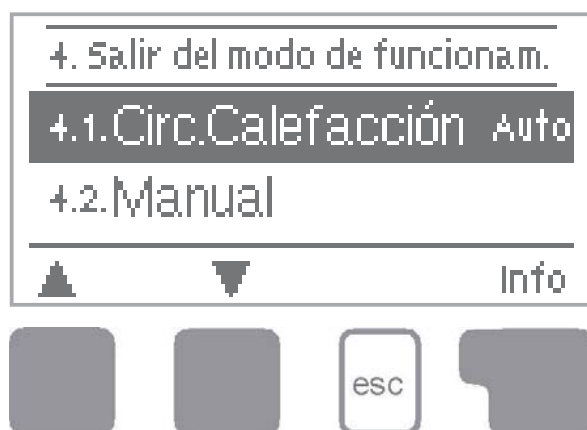 4. Salir del modo de funcionam.
4.1.Circ.Calefacción Auto
4.2.Manual
Info
esc